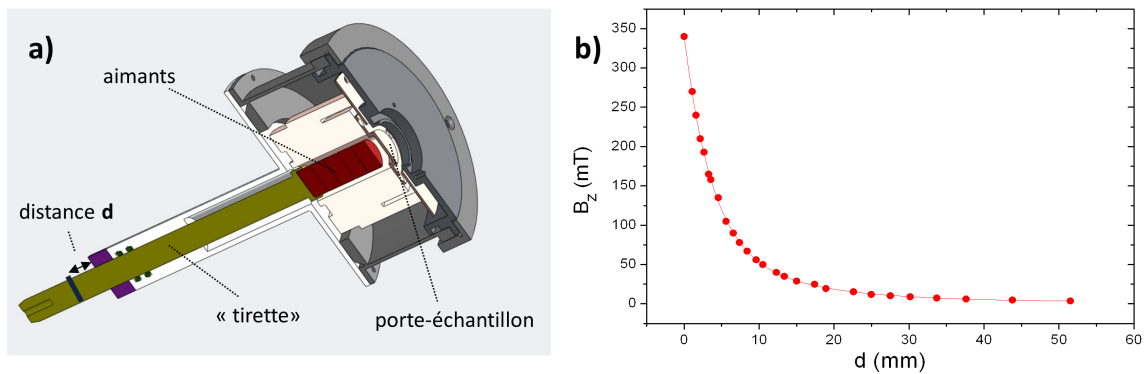 a)
aimants
distance d
« tirette»
porte-échantillon
b)
350
300
250
200
150
100
50
0
Bz (mT)
0 10 20 30 40 50 60
d (mm)